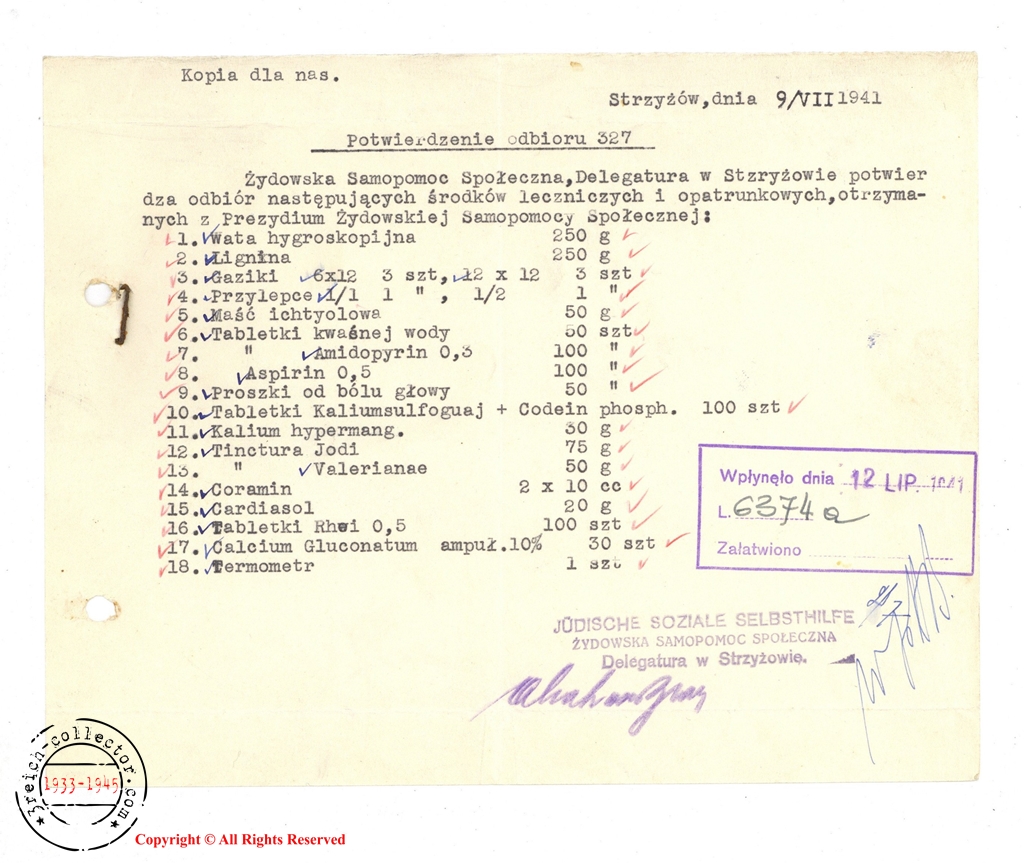 Kopia dla nas.
Strzyżów,dnia 9/VII 1941
Potwierdzenie odbioru 327
Żydowska Samopomoc Społeczna,Delegatura w Stzryżowie potwier
dza odbiór następujących środków leczniczych i opatrunkowych,otrzyma-
nych z Prezydium Żydowskiej Samopomocy Społecznej:
1. Wata hygroskopijna 250 g
2. Lignina 250 g
3. Gaziki 6x12 3 szt, 12 x 12 3 szt
4. Przylepce 1/1 1 " , 1/2 1 "
5. Maść ichtyolowa 50 g
6. Tabletki kwaśnej wody 50 szt
7. " Amidopyrin 0,3 100 "
8. Aspirin 0,5 100 "
9. Proszki od bólu głowy 50 "
10. Tabletki Kaliumsulfoguaj + Codein phosph. 100 szt
11. Kalium hypermang. 30 g
12. Tinctura Jodi 75 g
13. " Valerianae 50 g
14. Coramin 2 x 10 cc
15. Cardiasol 20 g
16. Tabletki Rhei 0,5 100 szt
17. Calcium Gluconatum ampuł.10% 30 szt
18. Termometr 1 szt
Wpłynęło dnia 12 LIP. 1941
L. 6374 a
Załatwiono
JÜDISCHE SOZIALE SELBSTHILFE
ŻYDOWSKA SAMOPOMOC SPOŁECZNA
Delegatura w Strzyżowie.
3reich-collector.com
1933-1945
Copyright © All Rights Reserved